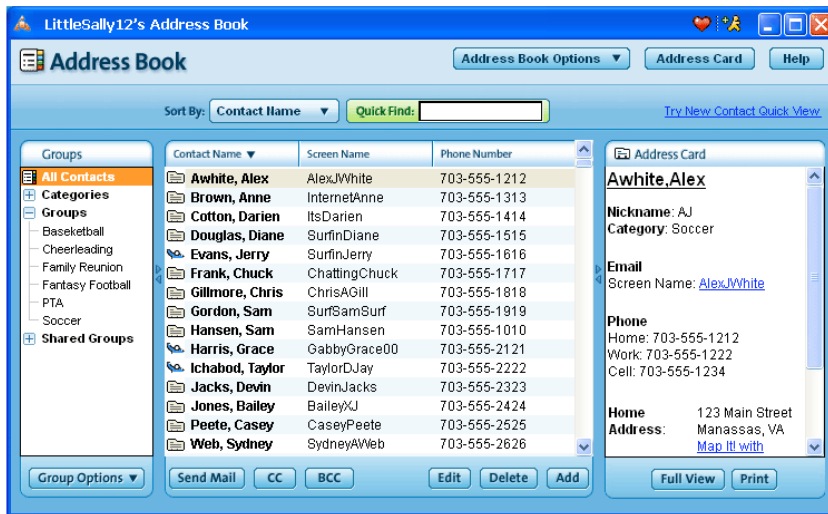 LittleSally12's Address Book
Address Book
Address Book Options ▼
Address Card
Help
Sort By: Contact Name ▼
Quick Find:
Try New Contact Quick View
Groups
All Contacts
Categories
Groups
Baseketball
Cheerleading
Family Reunion
Fantasy Football
PTA
Soccer
Shared Groups
Group Options ▼
Contact Name ▼ Screen Name Phone Number
Awhite, Alex AlexJWhite 703-555-1212
Brown, Anne InternetAnne 703-555-1313
Cotton, Darien ItsDarien 703-555-1414
Douglas, Diane SurfinDiane 703-555-1515
Evans, Jerry SurfinJerry 703-555-1616
Frank, Chuck ChattingChuck 703-555-1717
Gillmore, Chris ChrisAGill 703-555-1818
Gordon, Sam SurfSamSurf 703-555-1919
Hansen, Sam SamHansen 703-555-1010
Harris, Grace GabbyGrace00 703-555-2121
Ichabod, Taylor TaylorDJay 703-555-2222
Jacks, Devin DevinJacks 703-555-2323
Jones, Bailey BaileyXJ 703-555-2424
Peete, Casey CaseyPeete 703-555-2525
Web, Sydney SydneyAWeb 703-555-2626
Send Mail
CC
BCC
Edit
Delete
Add
Address Card
Awhite,Alex
Nickname: AJ
Category: Soccer
Email
Screen Name: AlexJWhite
Phone
Home: 703-555-1212
Work: 703-555-1222
Cell: 703-555-1234
Home 123 Main Street
Address: Manassas, VA
Map It! with
Full View
Print